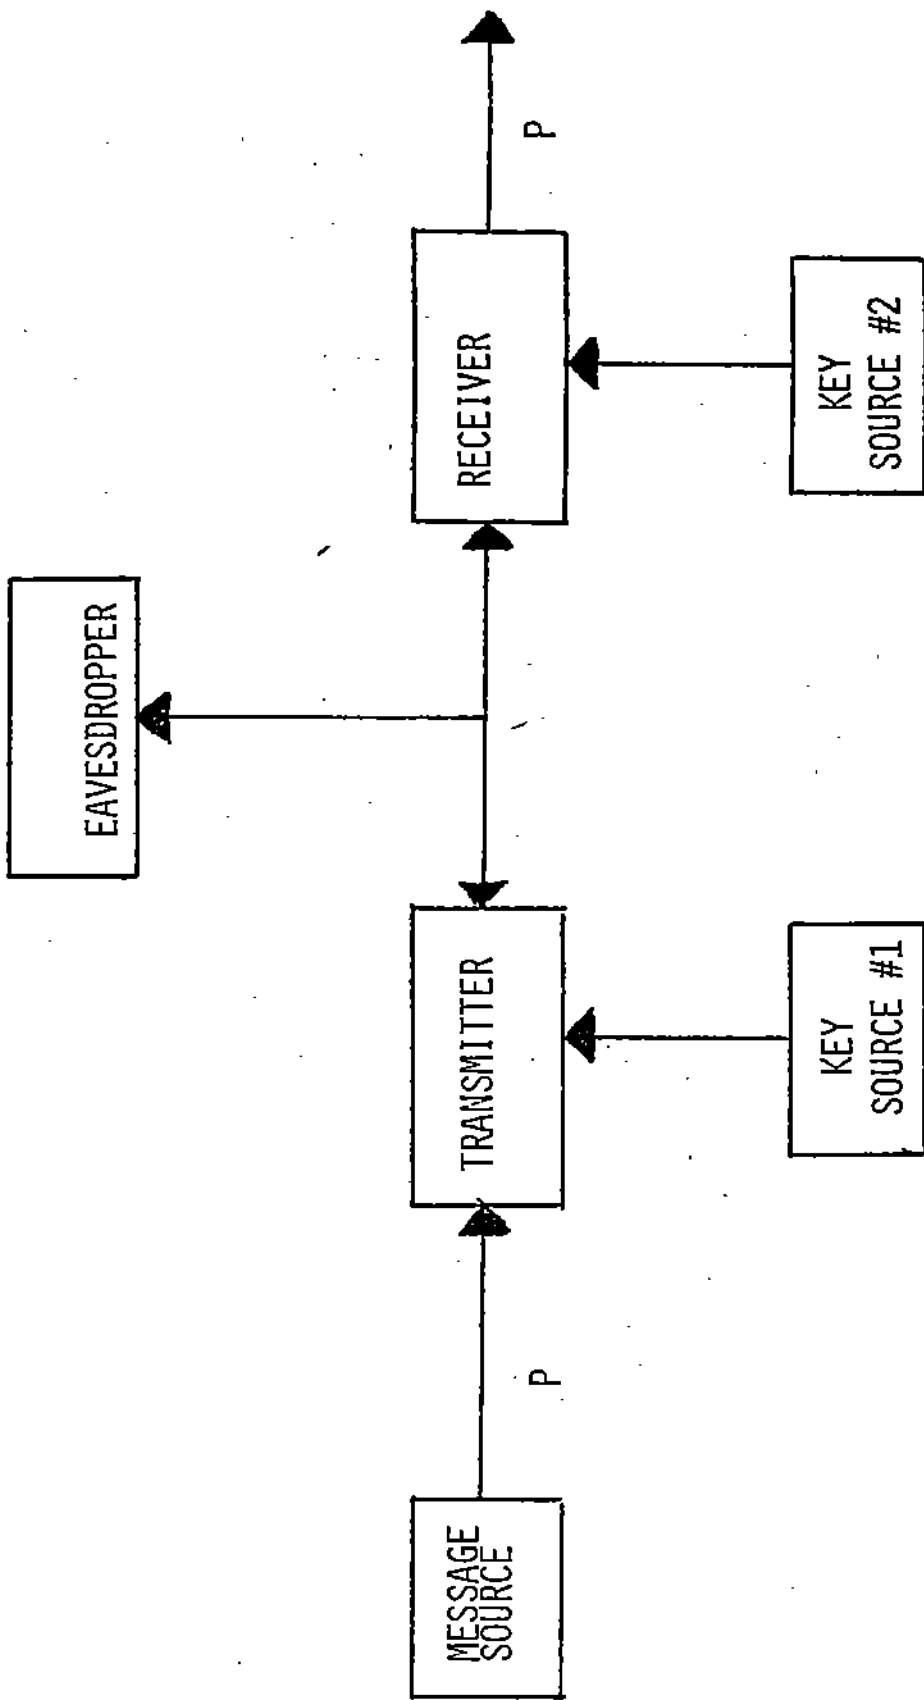 EAVESDROPPER
MESSAGE
SOURCE
P
TRANSMITTER
RECEIVER
P
KEY
SOURCE #1
KEY
SOURCE #2